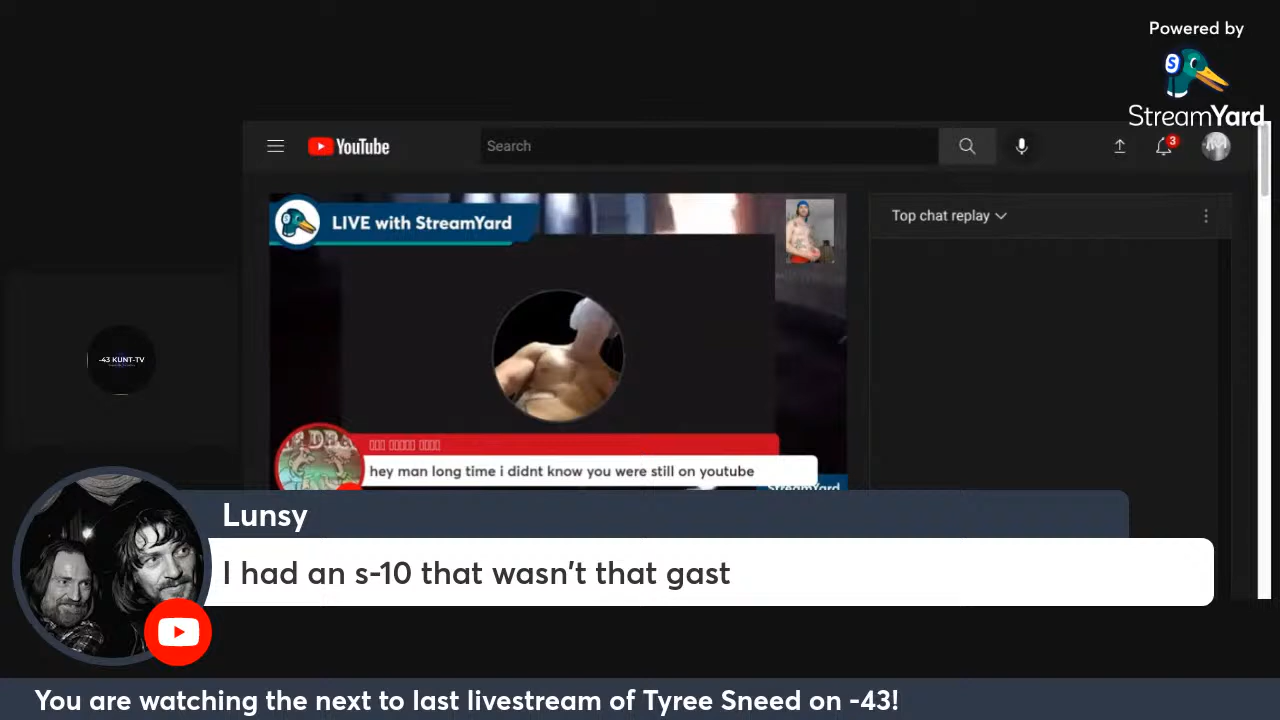 Powered by
StreamYard
YouTube
Search
3
LIVE with StreamYard
Top chat replay
-43 KUNT-TV
hey man long time i didnt know you were still on youtube
StreamYard
Lunsy
I had an s-10 that wasn't that gast
You are watching the next to last livestream of Tyree Sneed on -43!